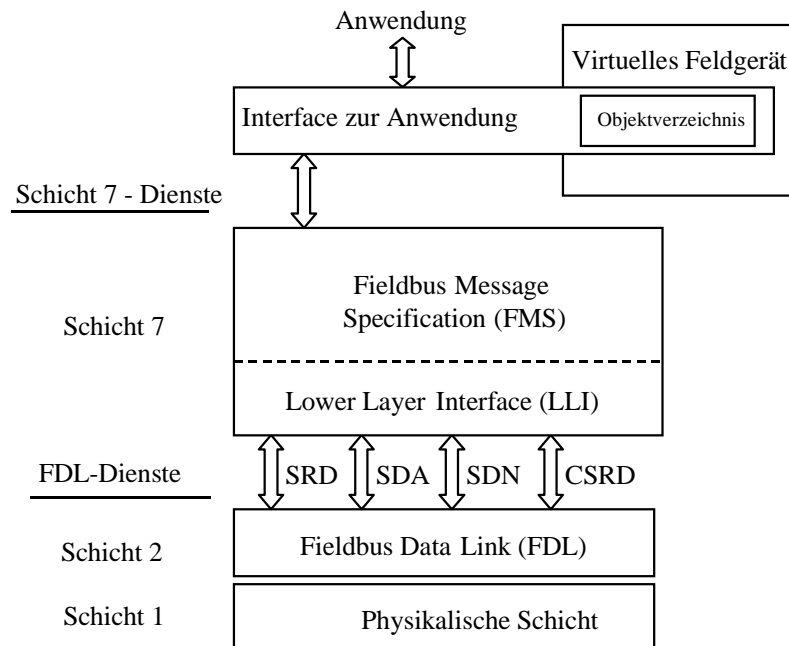 Anwendung
Virtuelles Feldgerät
Interface zur Anwendung
Objektverzeichnis
Schicht 7 - Dienste
Fieldbus Message
Specification (FMS)
Schicht 7
Lower Layer Interface (LLI)
FDL-Dienste
SRD
SDA
SDN
CSRD
Schicht 2
Fieldbus Data Link (FDL)
Schicht 1
Physikalische Schicht